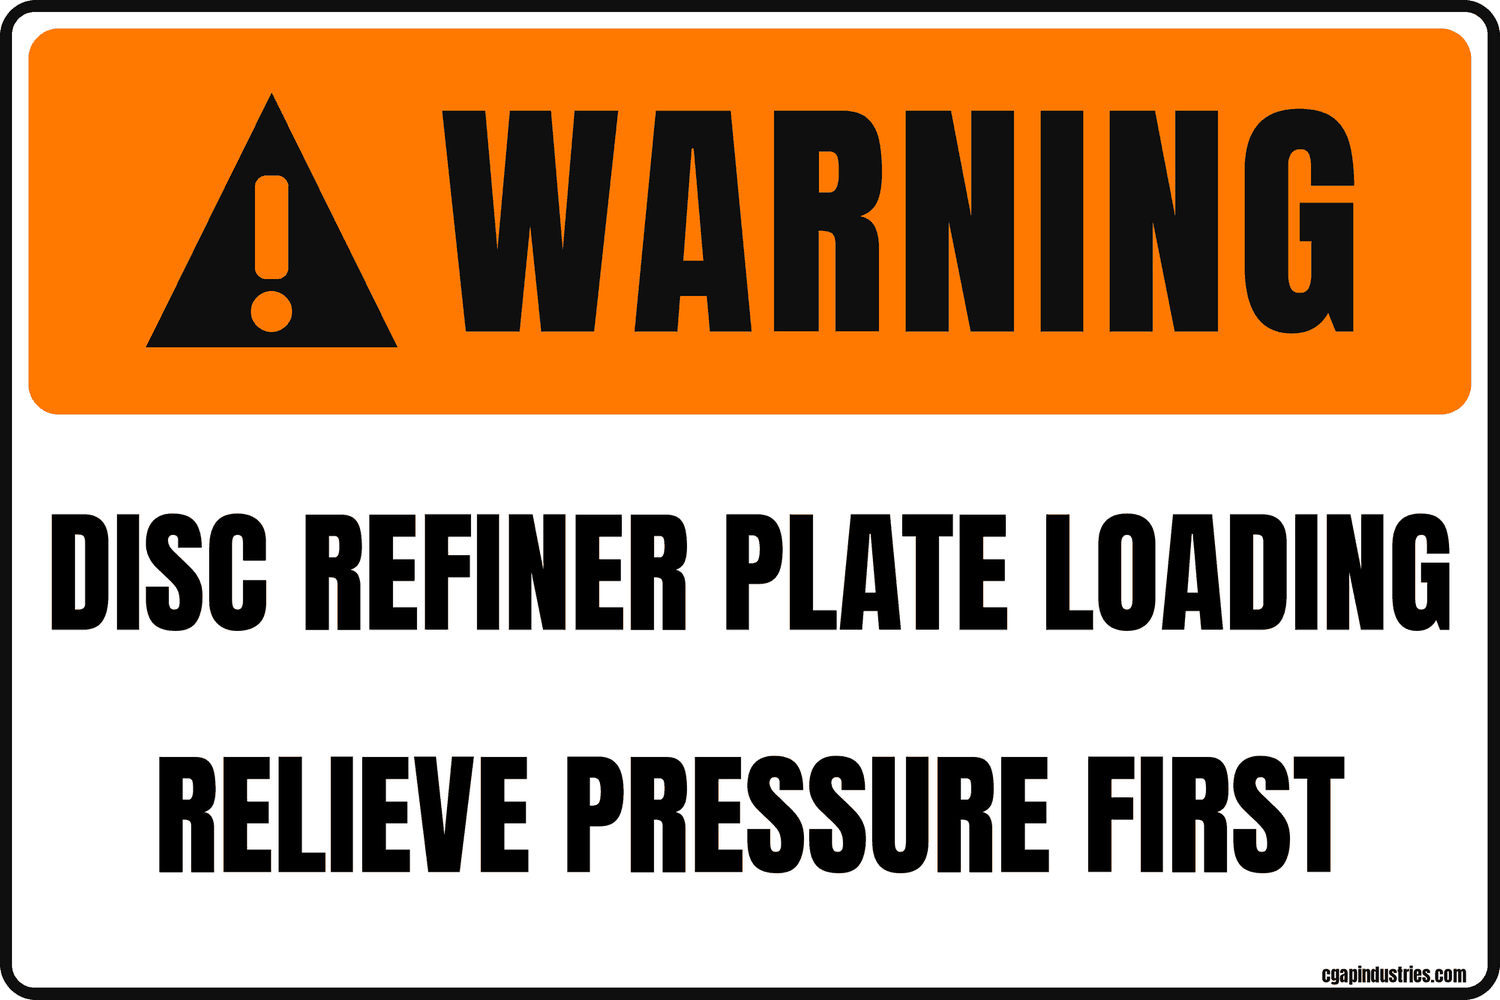 WARNING
DISC REFINER PLATE LOADING
RELIEVE PRESSURE FIRST
cgapindustries.com